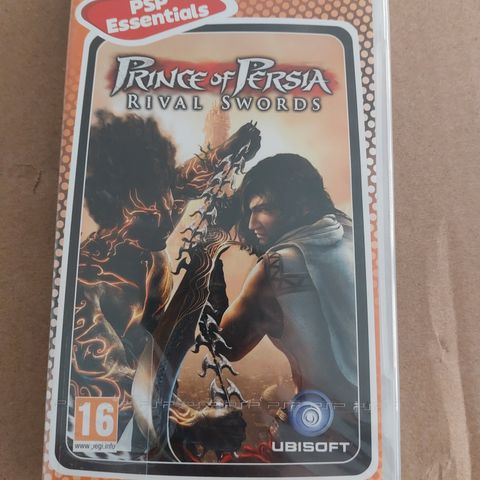 PSP
Essentials
PRINCE OF PERSIA
RIVAL SWORDS
16
www.pegi.info
UBISOFT